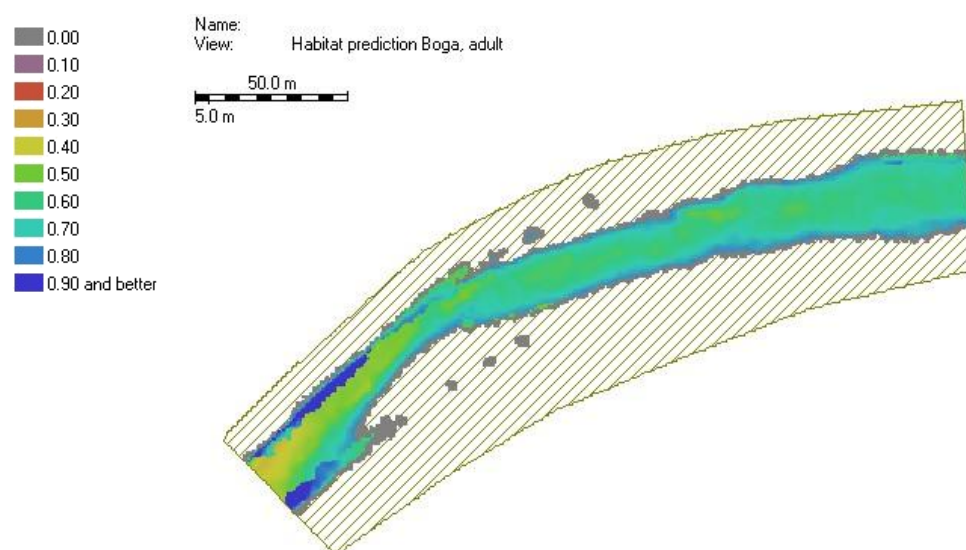 0.00
0.10
0.20
0.30
0.40
0.50
0.60
0.70
0.80
0.90 and better
Name:
View: Habitat prediction Boga, adult
50.0 m
5.0 m